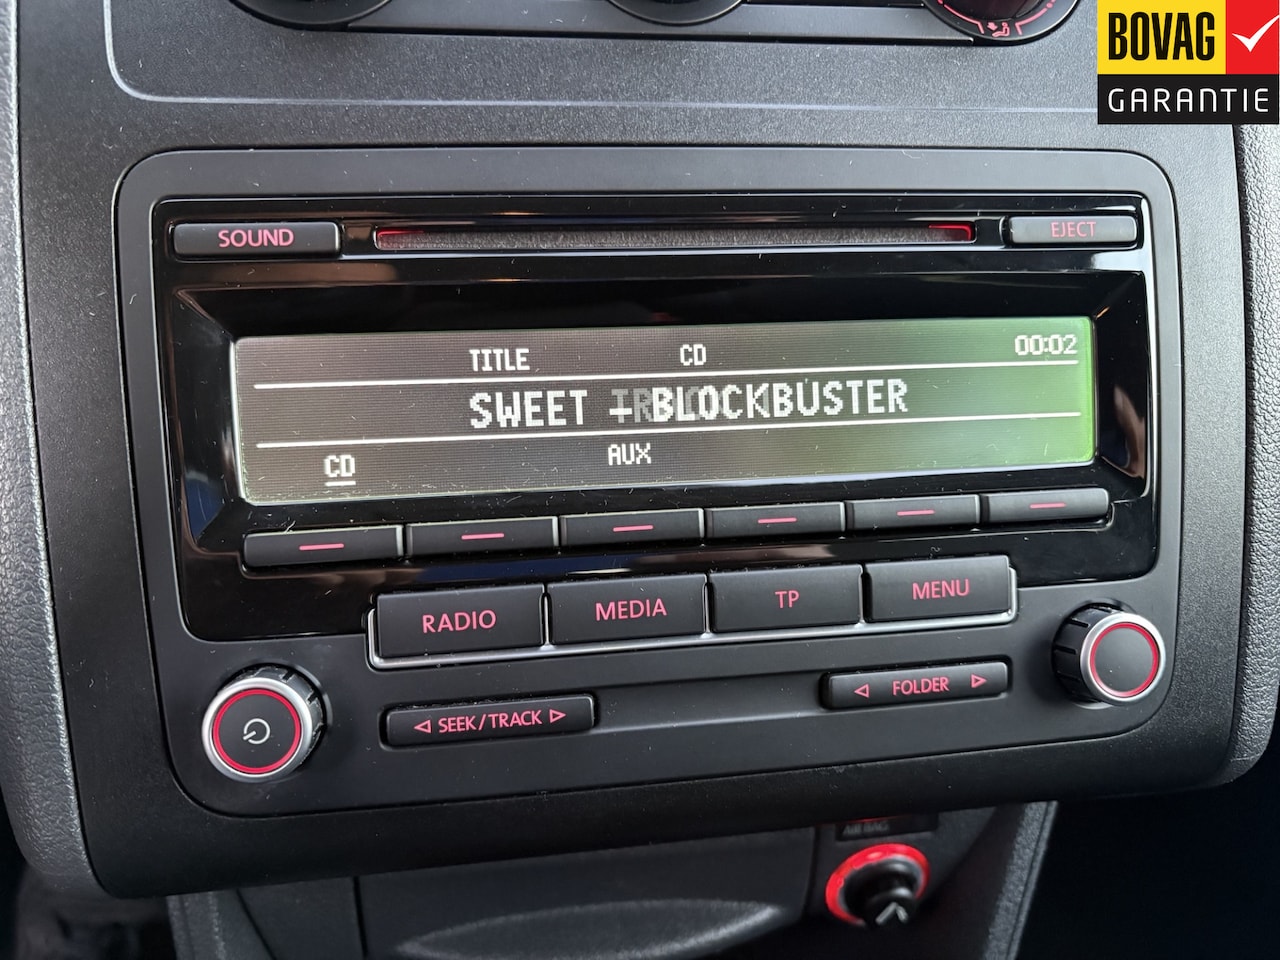 BOVAG
GARANTIE
SOUND
EJECT
TITLE CD 00:02
SWEET - BLOCKBUSTER
CD AUX
RADIO MEDIA TP MENU
SEEK/TRACK
FOLDER
AIRBAG